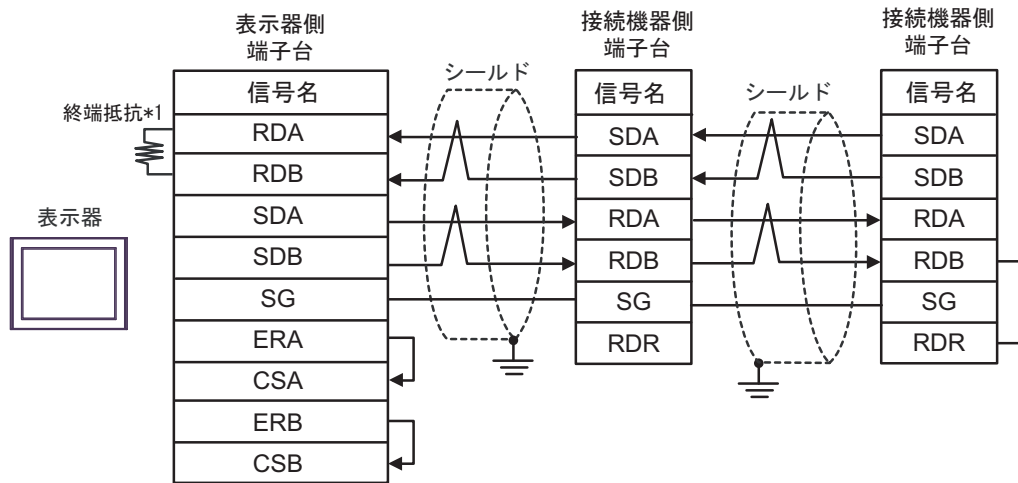 表示器側
端子台
信号名
RDA
RDB
SDA
SDB
SG
ERA
CSA
ERB
CSB
終端抵抗*1
表示器
シールド
接続機器側
端子台
信号名
SDA
SDB
RDA
RDB
SG
RDR
シールド
接続機器側
端子台
信号名
SDA
SDB
RDA
RDB
SG
RDR